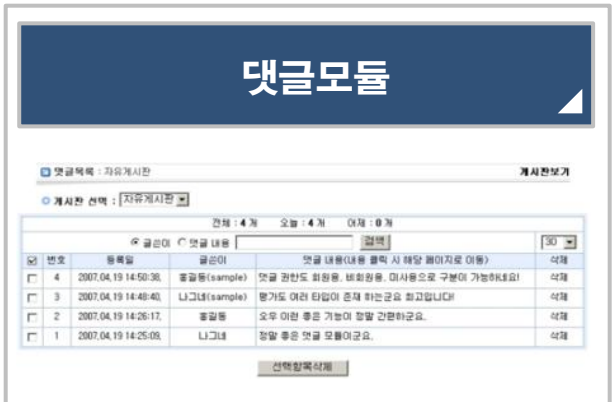 댓글모듈
댓글목록 : 자유게시판 게시판보기
게시판 선택 : 자유게시판
전체 : 4 개 오늘 : 4 개 어제 : 0 개
글쓴이 댓글 내용 검색 30
번호 등록일 글쓴이 댓글 내용(내용 클릭 시 해당 페이지로 이동) 삭제
4 2007.04.19 14:50:38, 홍길동(sample) 댓글 권한도 회원용, 비회원용, 미사용으로 구분이 가능하네요! 삭제
3 2007.04.19 14:48:40, 나그네(sample) 평가도 여러 타입이 존재 하는군요 최고입니다! 삭제
2 2007.04.19 14:26:17, 홍길동 오우 이런 좋은 기능이 정말 간편하군요. 삭제
1 2007.04.19 14:25:09, 나그네 정말 좋은 댓글 모듈이군요. 삭제
선택항목삭제